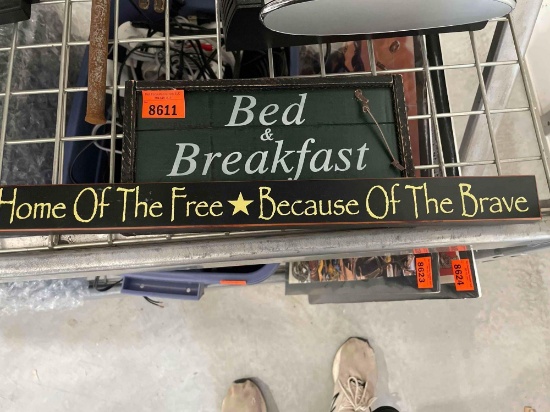 8611
Bed
&
Breakfast
Home Of The Free ★ Because Of The Brave
8623
8624